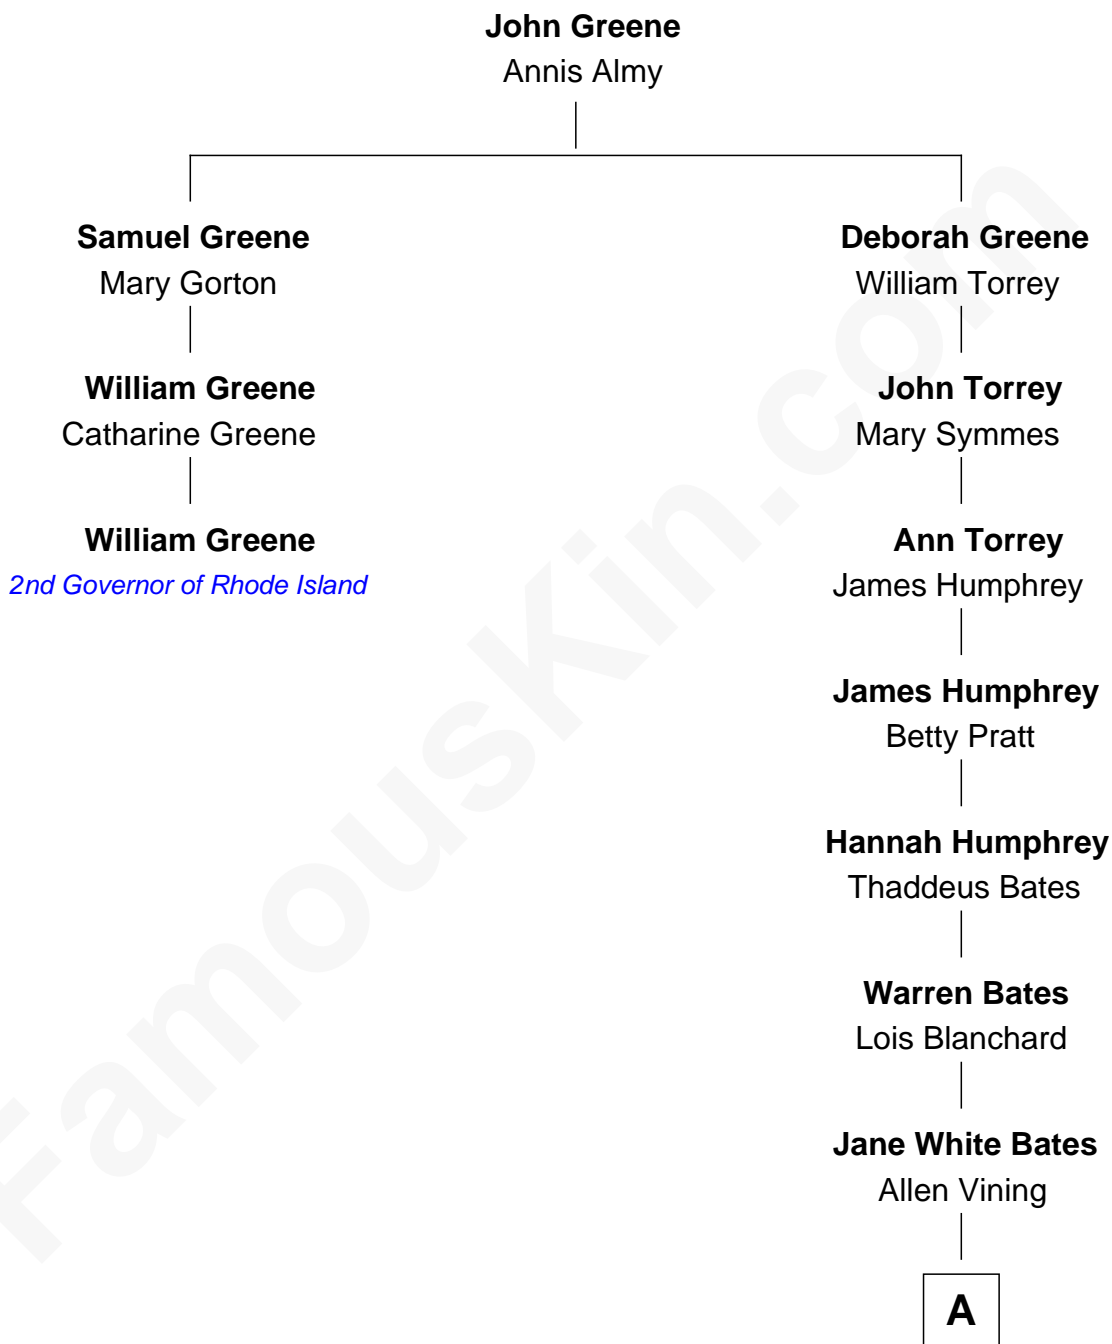 John Greene
Annis Almy
Samuel Greene
Mary Gorton
William Greene
Catharine Greene
William Greene
2nd Governor of Rhode Island
Deborah Greene
William Torrey
John Torrey
Mary Symmes
Ann Torrey
James Humphrey
James Humphrey
Betty Pratt
Hannah Humphrey
Thaddeus Bates
Warren Bates
Lois Blanchard
Jane White Bates
Allen Vining
A
FamousKin.com